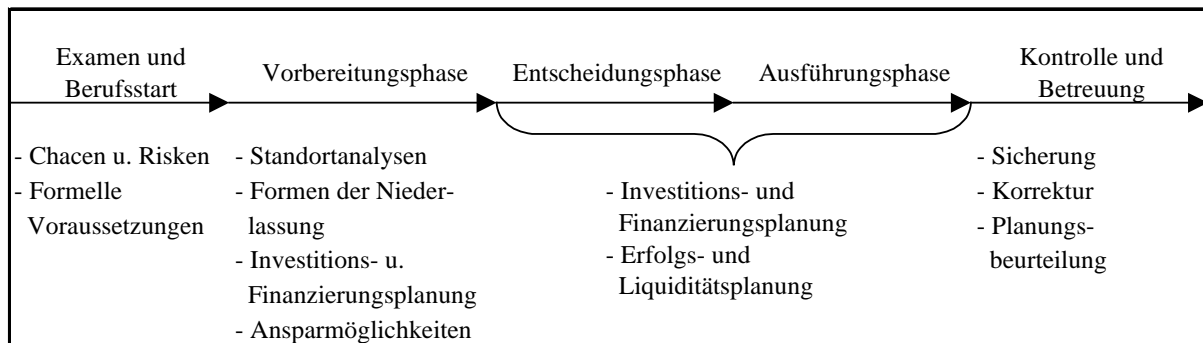 Examen und
Berufsstart
Vorbereitungsphase
Entscheidungsphase
Ausführungsphase
Kontrolle und
Betreuung
- Chacen u. Risken
- Formelle
Voraussetzungen
- Standortanalysen
- Formen der Nieder-
lassung
- Investitions- u.
Finanzierungsplanung
- Ansparmöglichkeiten
- Investitions- und
Finanzierungsplanung
- Erfolgs- und
Liquiditätsplanung
- Sicherung
- Korrektur
- Planungs-
beurteilung